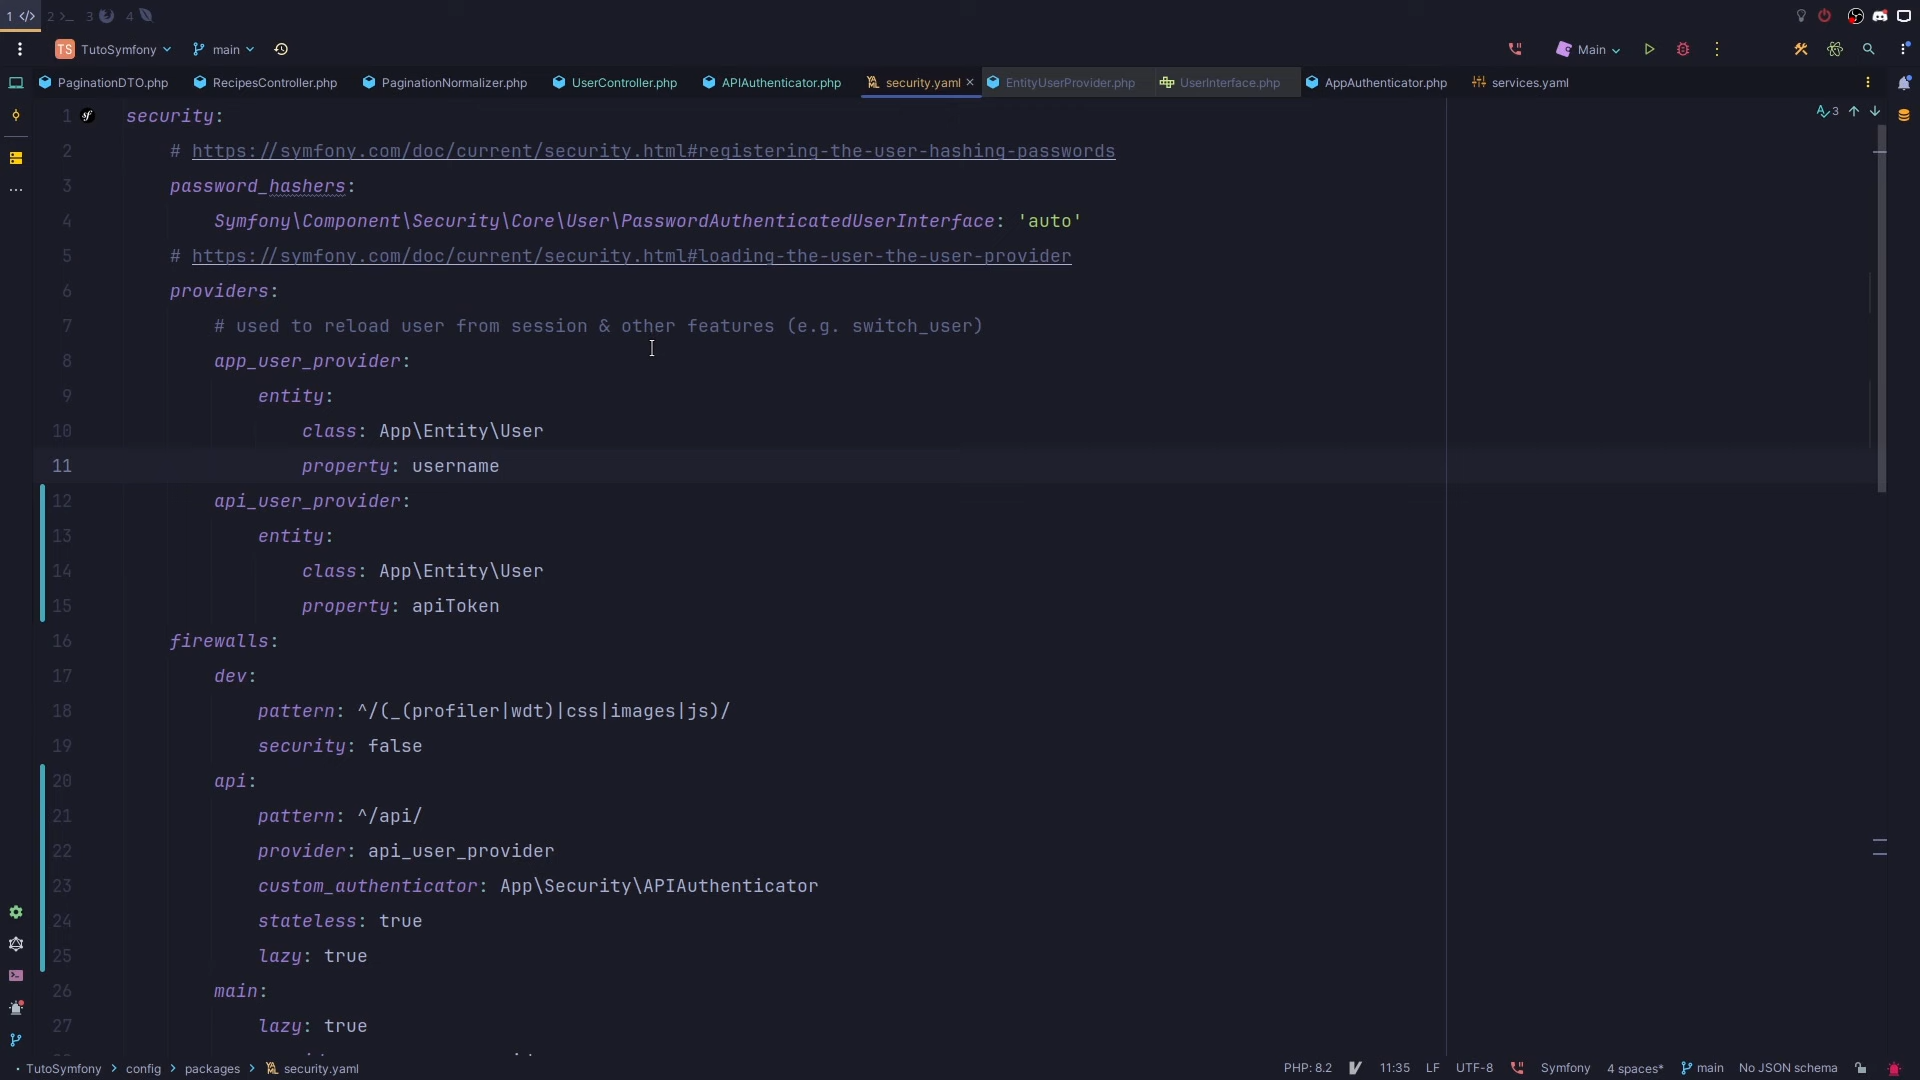 1 </> 2 3 4
TS TutoSymfony main Main
PaginationDTO.php RecipesController.php PaginationNormalizer.php UserController.php APIAuthenticator.php security.yaml EntityUserProvider.php UserInterface.php AppAuthenticator.php services.yaml
1 security: 3
2 # https://symfony.com/doc/current/security.html#registering-the-user-hashing-passwords
3 password_hashers:
4 Symfony\Component\Security\Core\User\PasswordAuthenticatedUserInterface: 'auto'
5 # https://symfony.com/doc/current/security.html#loading-the-user-the-user-provider
6 providers:
7 # used to reload user from session & other features (e.g. switch_user)
8 app_user_provider:
9 entity:
10 class: App\Entity\User
11 property: username
12 api_user_provider:
13 entity:
14 class: App\Entity\User
15 property: apiToken
16 firewalls:
17 dev:
18 pattern: ^/(_(profiler|wdt)|css|images|js)/
19 security: false
20 api:
21 pattern: ^/api/
22 provider: api_user_provider
23 custom_authenticator: App\Security\APIAuthenticator
24 stateless: true
25 lazy: true
26 main:
27 lazy: true
TutoSymfony > config > packages > security.yaml PHP: 8.2 11:35 LF UTF-8 Symfony 4 spaces* main No JSON schema